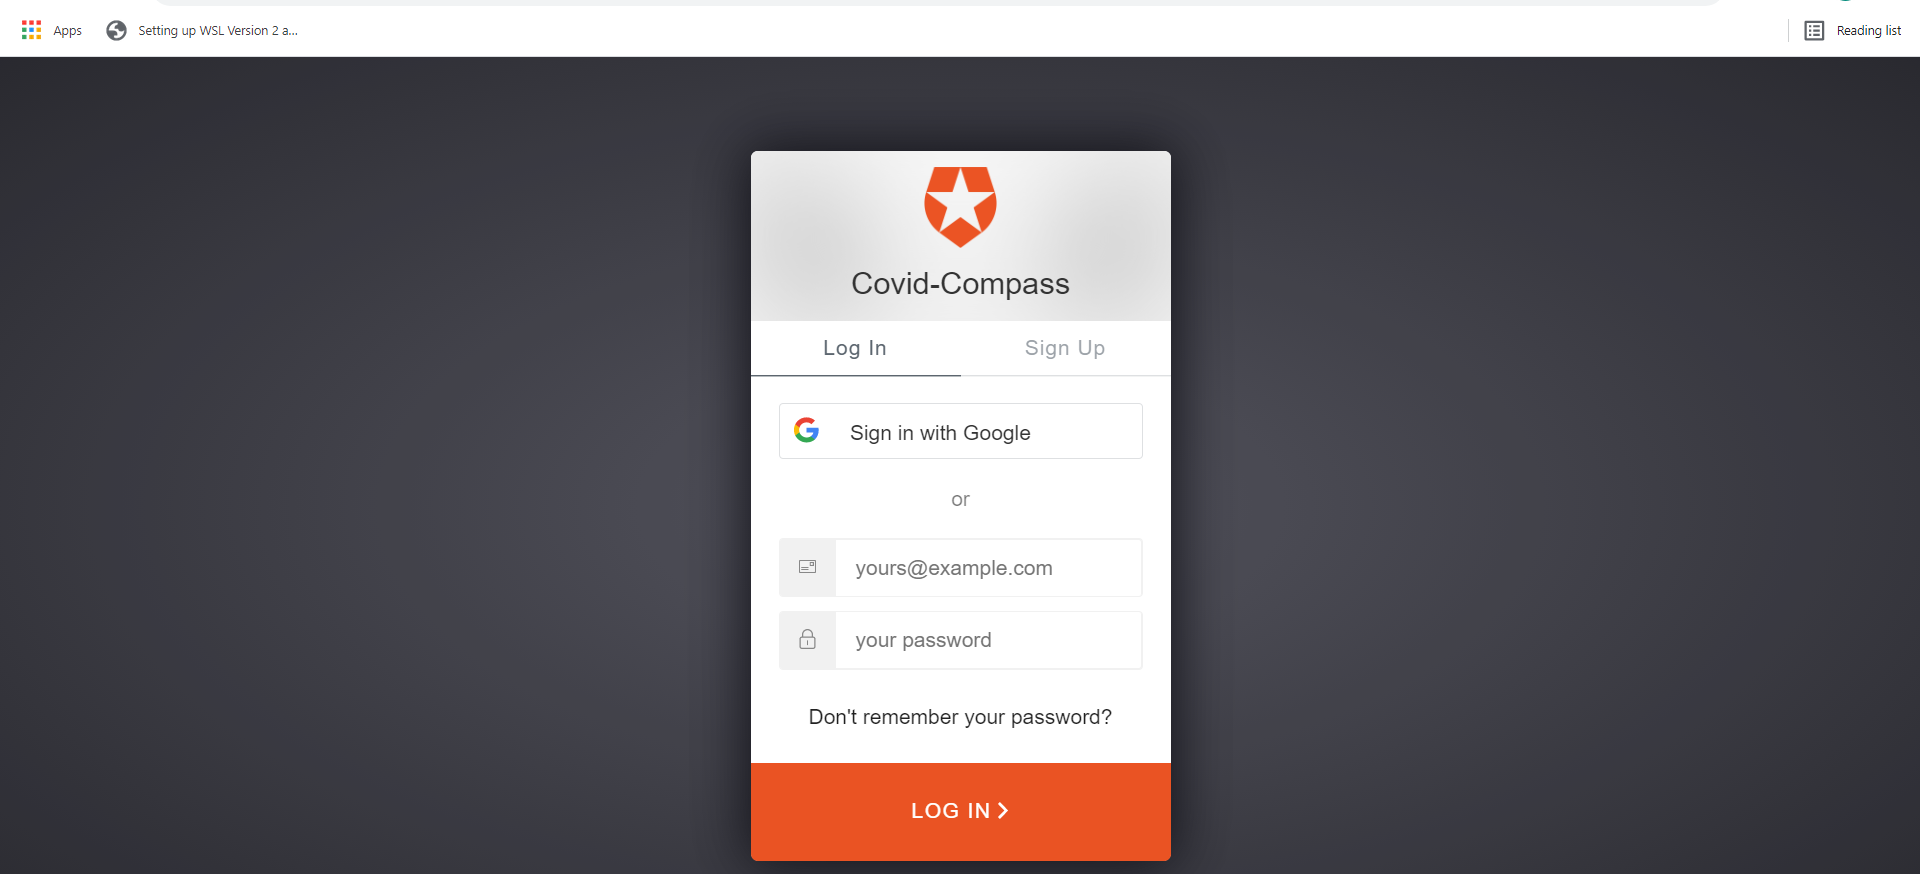 Apps Setting up WSL Version 2 a... Reading list
Covid-Compass
Log In Sign Up
Sign in with Google
or
yours@example.com
your password
Don't remember your password?
LOG IN